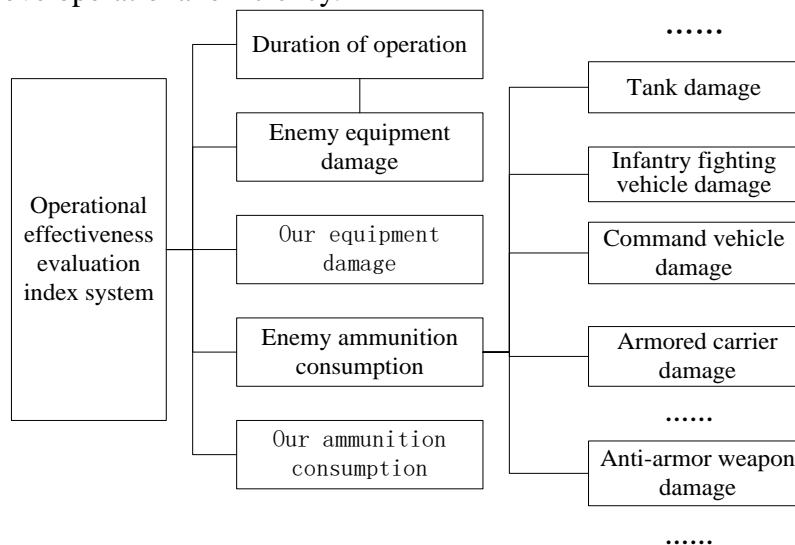 ......
Duration of operation
Tank damage
Enemy equipment
damage
Infantry fighting
vehicle damage
Operational
effectiveness
evaluation
index system
Our equipment
damage
Command vehicle
damage
Enemy ammunition
consumption
Armored carrier
damage
......
Our ammunition
consumption
Anti-armor weapon
damage
......